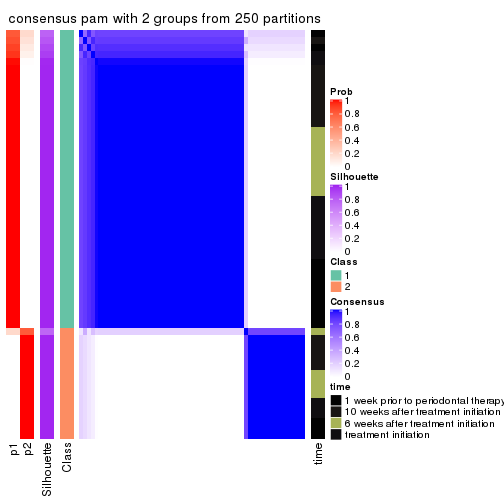 consensus pam with 2 groups from 250 partitions
Prob
1
0.8
0.6
0.4
0.2
0
Silhouette
1
0.8
0.6
0.4
0.2
0
Class
1
2
Consensus
1
0.8
0.6
0.4
0.2
0
time
1 week prior to periodontal therapy
10 weeks after treatment initiation
6 weeks after treatment initiation
treatment initiation
p1
p2
Silhouette
Class
time